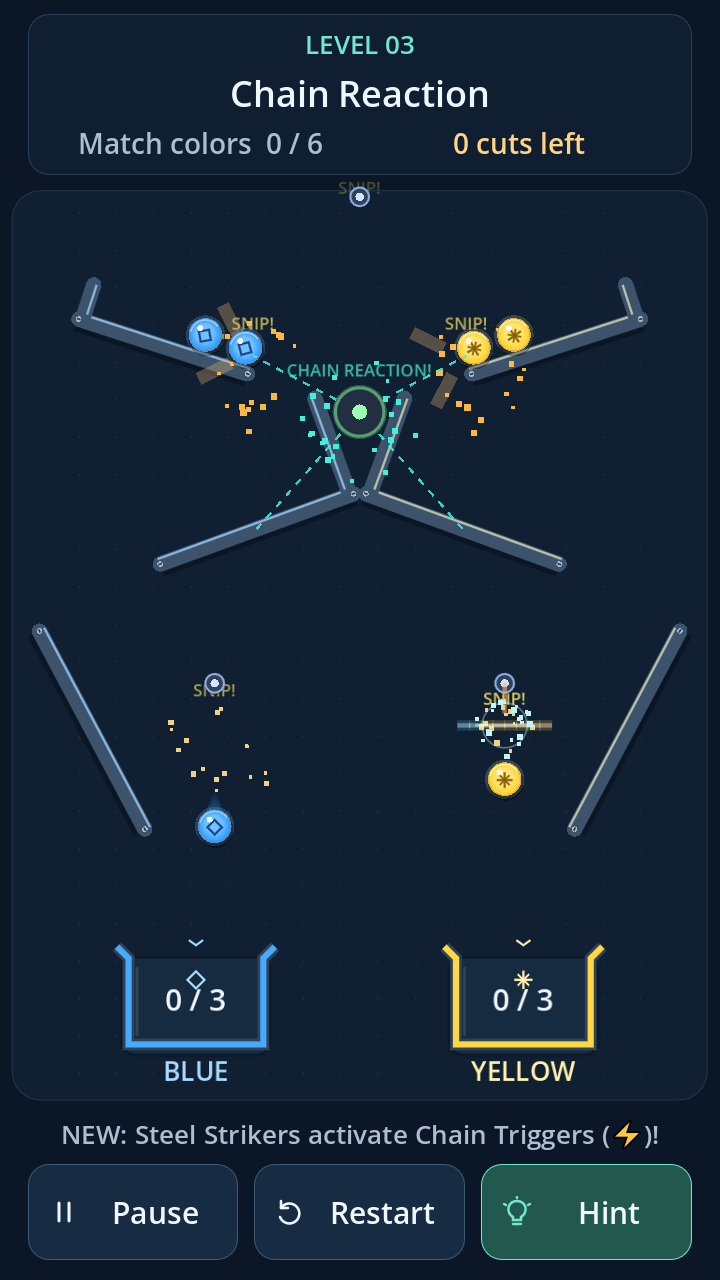 LEVEL 03
Chain Reaction
Match colors 0 / 6
0 cuts left
SNIP!
SNIP!
SNIP!
CHAIN REACTION!
SNIP!
SNIP!
0 / 3
0 / 3
BLUE
YELLOW
NEW: Steel Strikers activate Chain Triggers (⚡)!
Pause
Restart
Hint